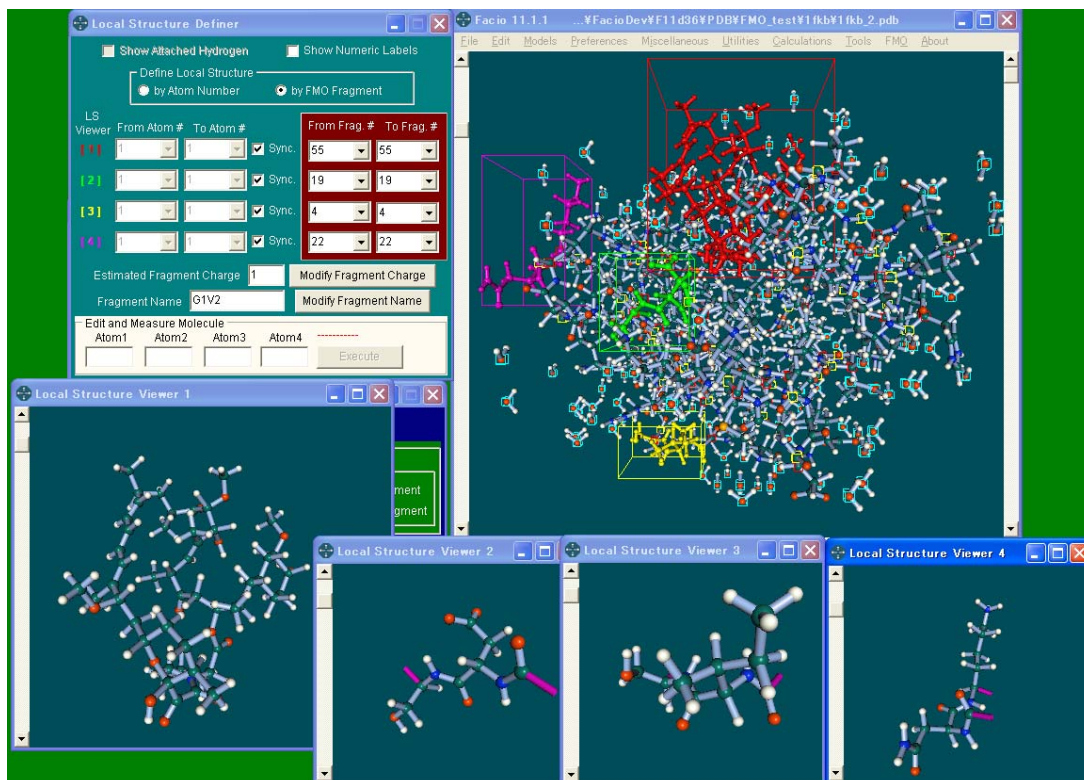 Local Structure Definer
Show Attached Hydrogen Show Numeric Labels
Define Local Structure
by Atom Number by FMO Fragment
LS
Viewer From Atom # To Atom # From Frag. # To Frag. #
[1] 1 1 Sync. 55 55
[2] 1 1 Sync. 19 19
[3] 1 1 Sync. 4 4
[4] 1 1 Sync. 22 22
Estimated Fragment Charge 1 Modify Fragment Charge
Fragment Name G1V2 Modify Fragment Name
Edit and Measure Molecule
Atom1 Atom2 Atom3 Atom4 -----------
Execute
Facio 11.1.1 ...¥FacioDev¥F11d36¥PDB¥FMO_test¥1fkb¥1fkb_2.pdb
File Edit Models Preferences Miscellaneous Utilities Calculations Tools FMO About
Local Structure Viewer 1
ment
gment
Local Structure Viewer 2
Local Structure Viewer 3
Local Structure Viewer 4